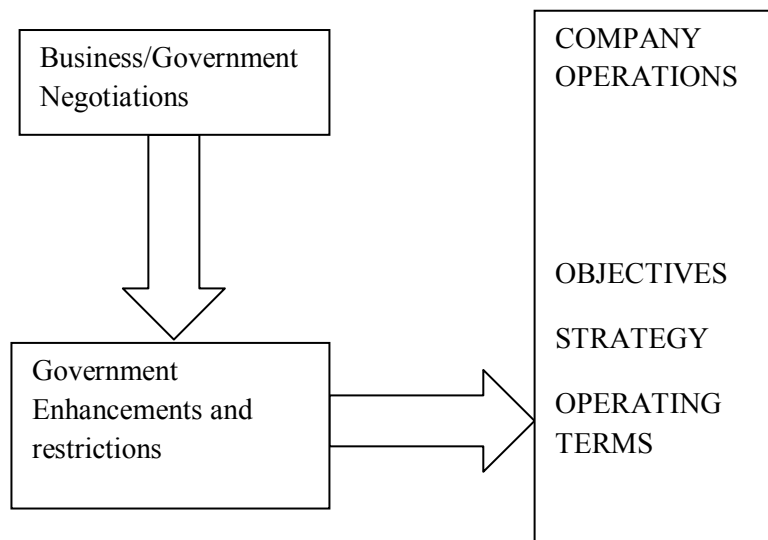 Business/Government
Negotiations
Government
Enhancements and
restrictions
COMPANY
OPERATIONS
OBJECTIVES
STRATEGY
OPERATING
TERMS